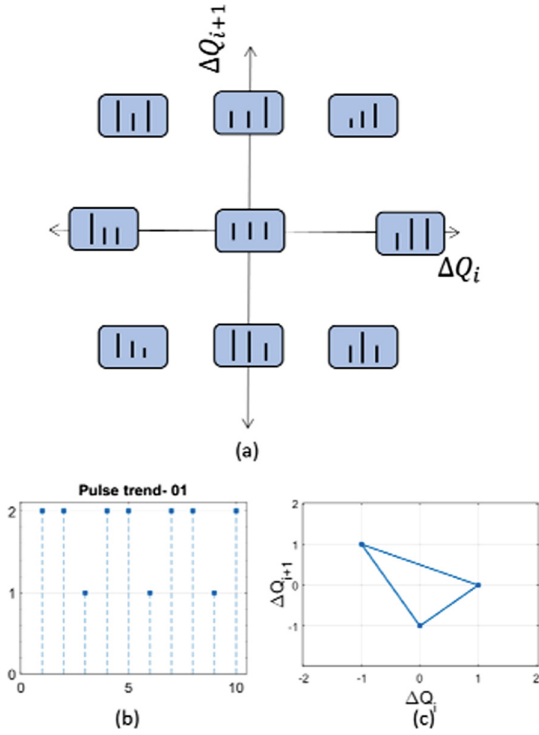 ΔQ_{i+1}
ΔQ_i
(a)
Pulse trend- 01
2
1
0
0
5
10
(b)
2
1
0
-1
ΔQ_{i+1}
-2
-1
0
1
2
ΔQ_i
(c)